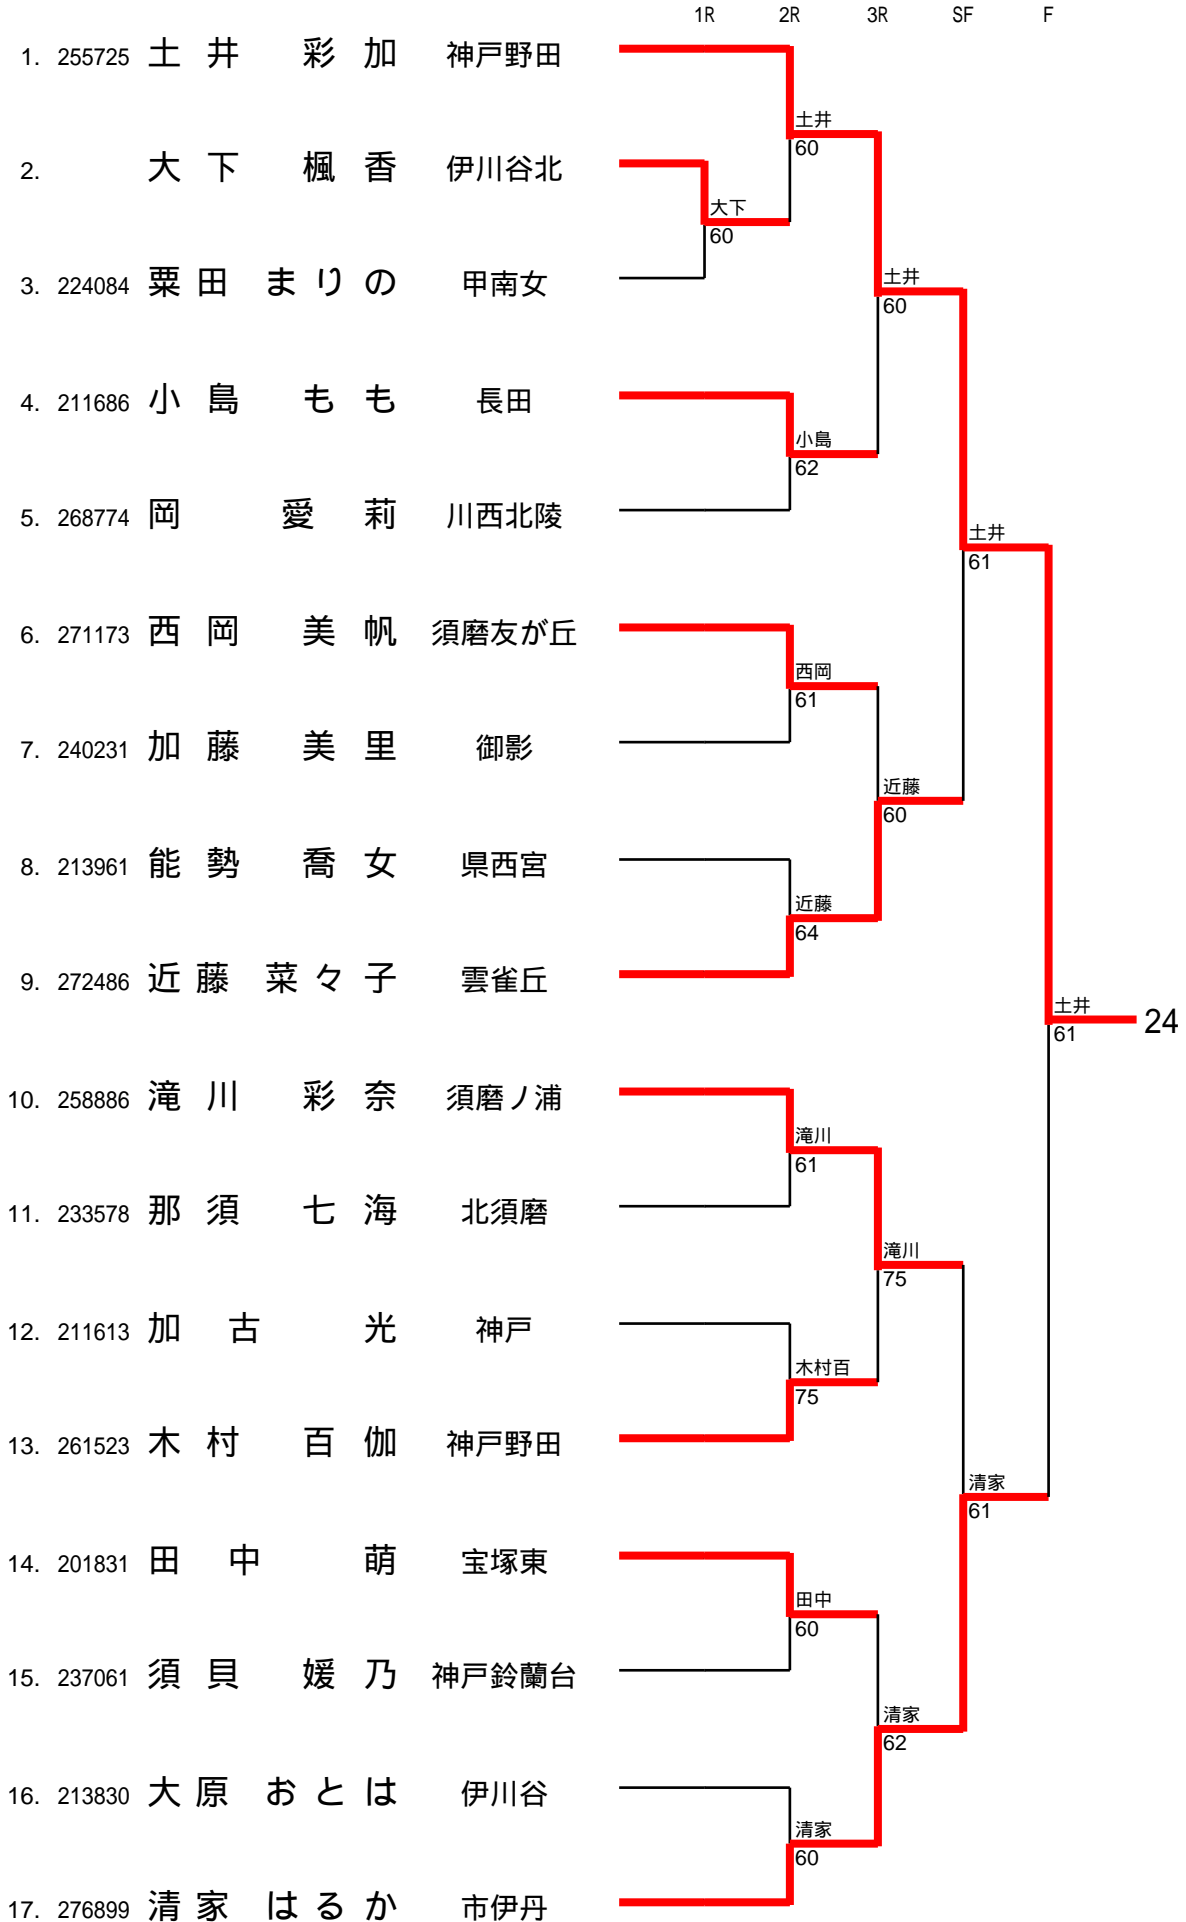 1R 2R 3R SF F
1. 255725 土井 彩加 神戸野田
土井
60
2. 大下 楓香 伊川谷北
大下
60
3. 224084 粟田 まりの 甲南女
土井
60
4. 211686 小島 もも 長田
小島
62
5. 268774 岡 愛莉 川西北陵
土井
61
6. 271173 西岡 美帆 須磨友が丘
西岡
61
7. 240231 加藤 美里 御影
近藤
60
8. 213961 能勢 喬女 県西宮
近藤
64
9. 272486 近藤 菜々子 雲雀丘
土井
61
24
10. 258886 滝川 彩奈 須磨ノ浦
滝川
61
11. 233578 那須 七海 北須磨
滝川
75
12. 211613 加古 光 神戸
木村百
75
13. 261523 木村 百伽 神戸野田
清家
61
14. 201831 田中 萌 宝塚東
田中
60
15. 237061 須貝 媛乃 神戸鈴蘭台
清家
62
16. 213830 大原 おとは 伊川谷
清家
60
17. 276899 清家 はるか 市伊丹